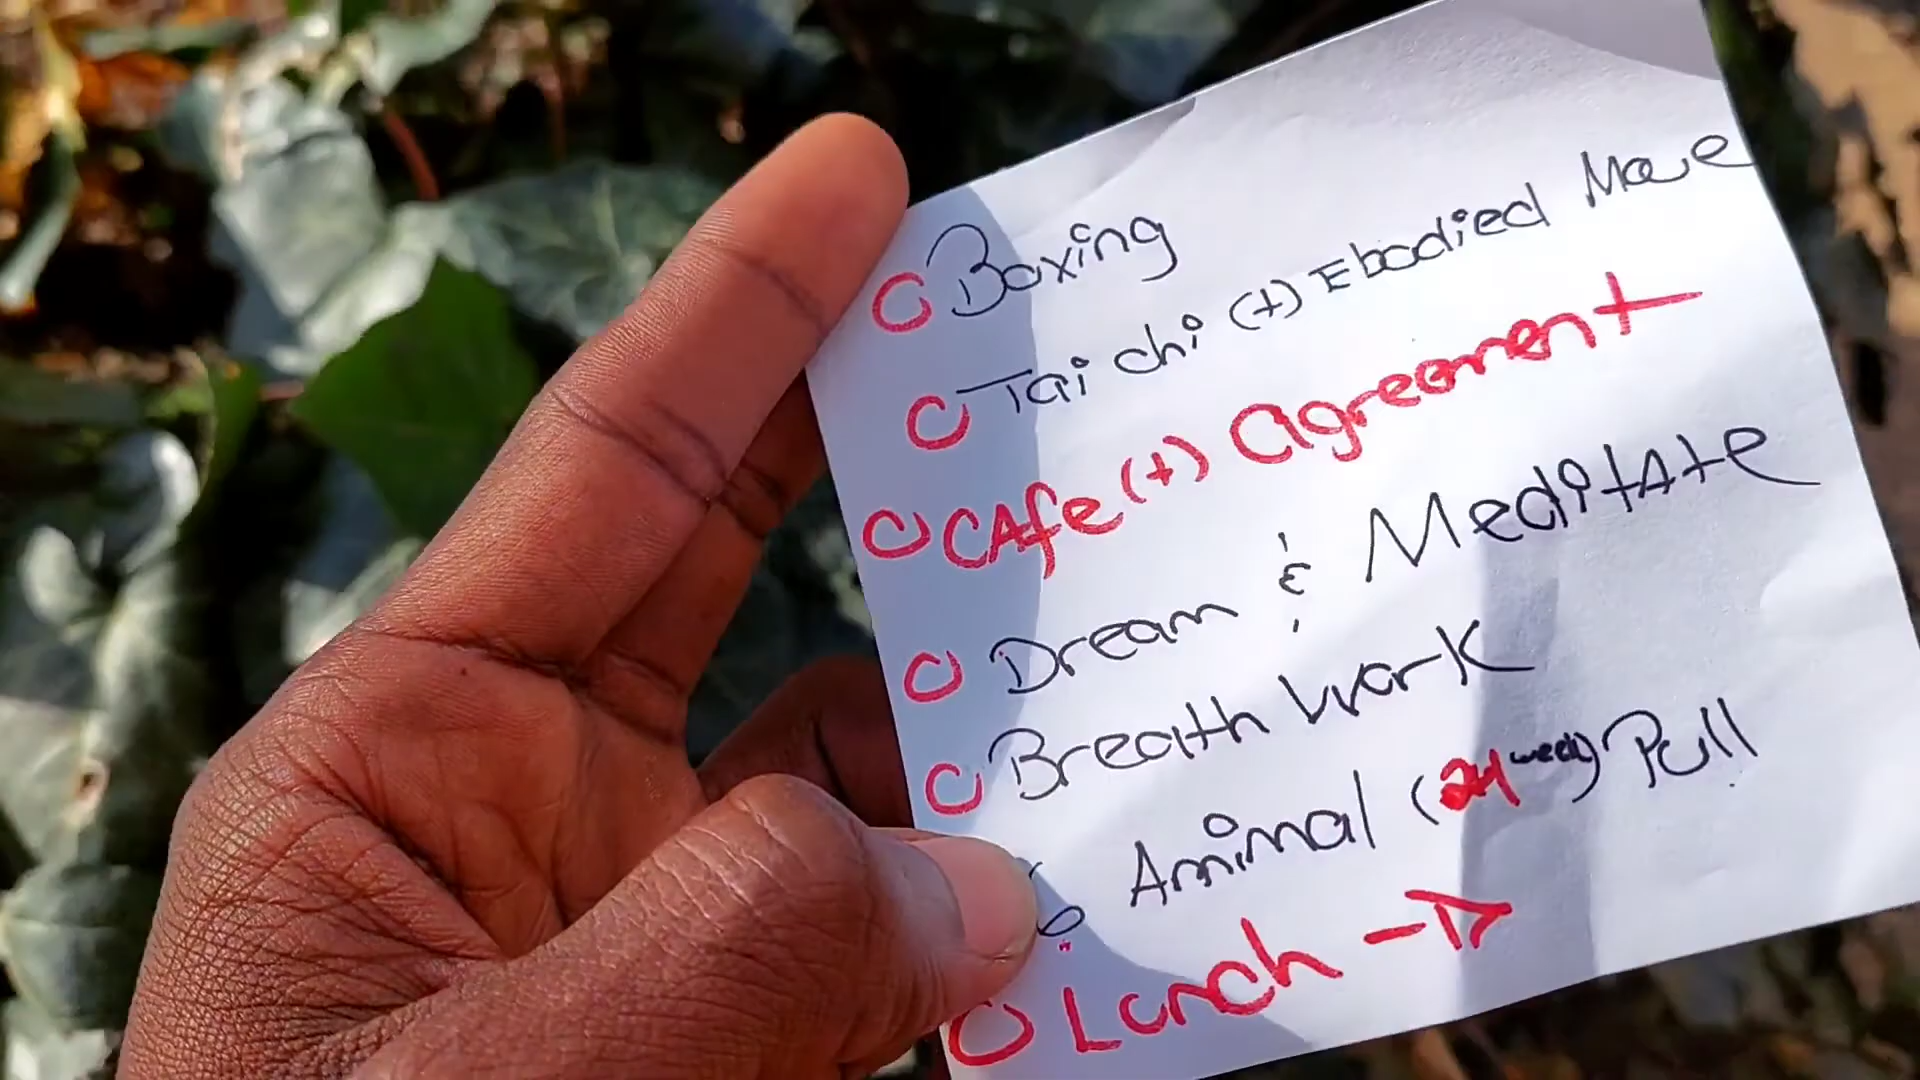 Boxing
Tai chi (+) Ebodied Move
CAfe (+) agreement
Dream & MeditAte
Breath Work
Animal (24 week) Pull
Lunch →